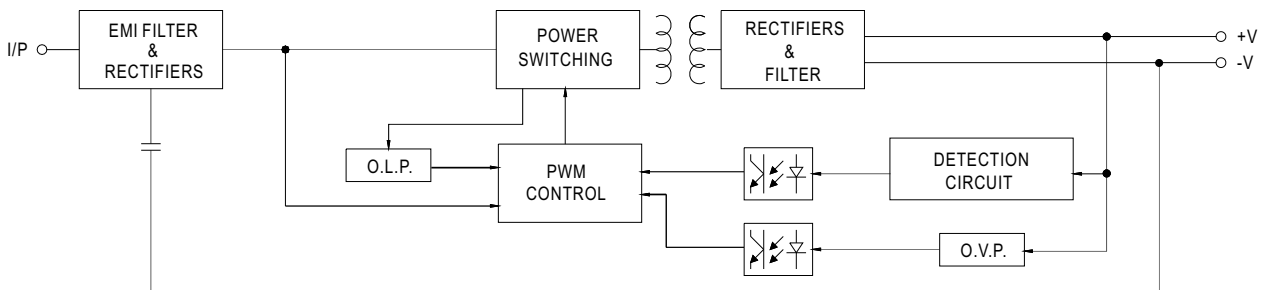 I/P
EMI FILTER
&
RECTIFIERS
POWER
SWITCHING
RECTIFIERS
&
FILTER
+V
-V
O.L.P.
PWM
CONTROL
DETECTION
CIRCUIT
O.V.P.